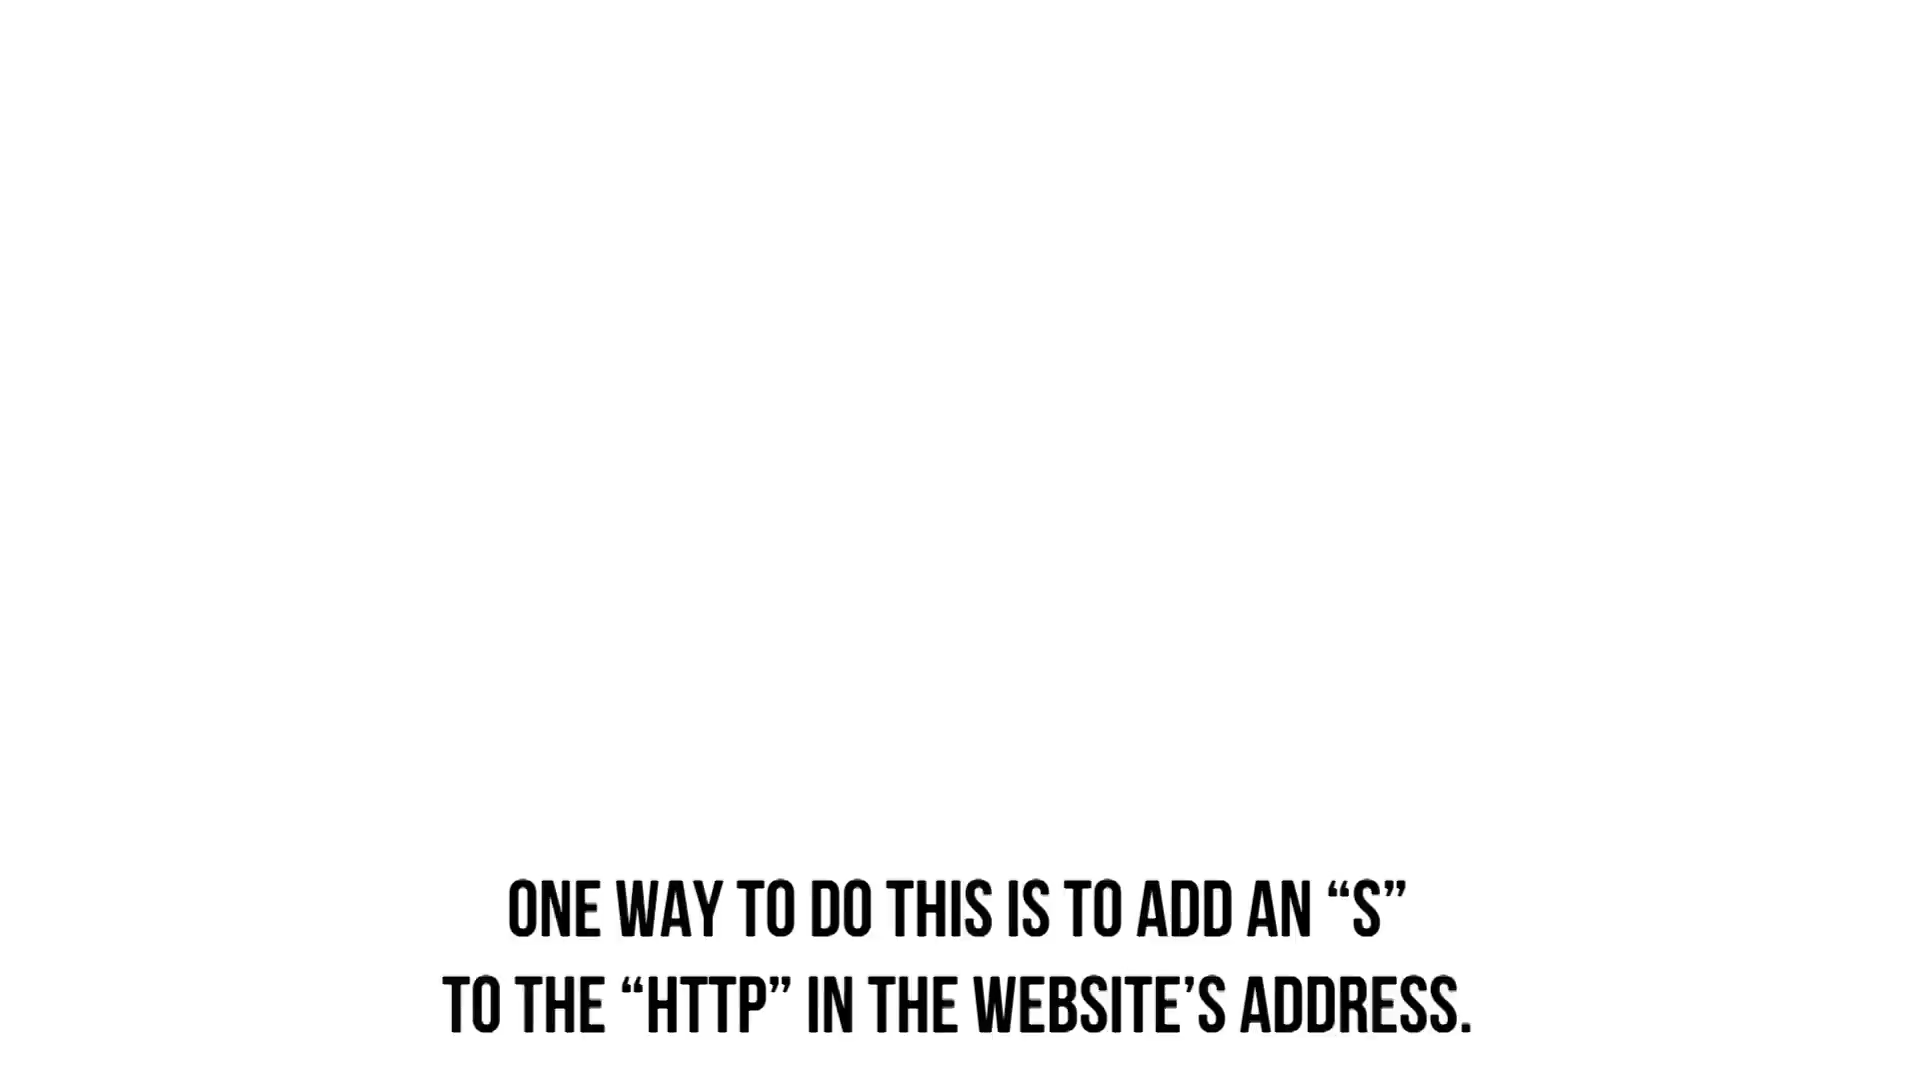 ONE WAY TO DO THIS IS TO ADD AN “S”
TO THE “HTTP” IN THE WEBSITE’S ADDRESS.